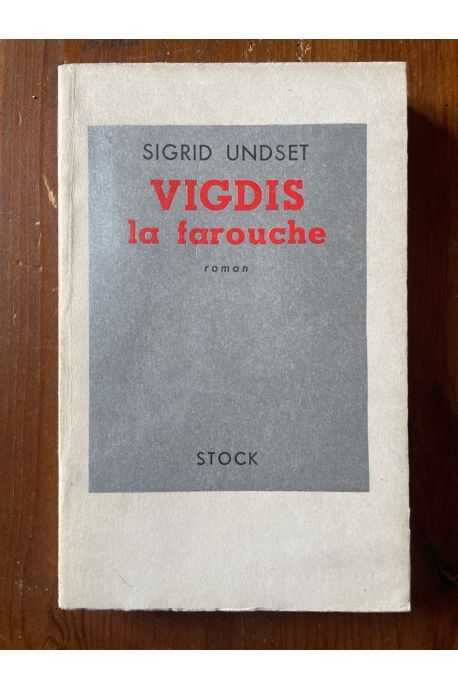 SIGRID UNDSET
VIGDIS
la farouche
roman
STOCK